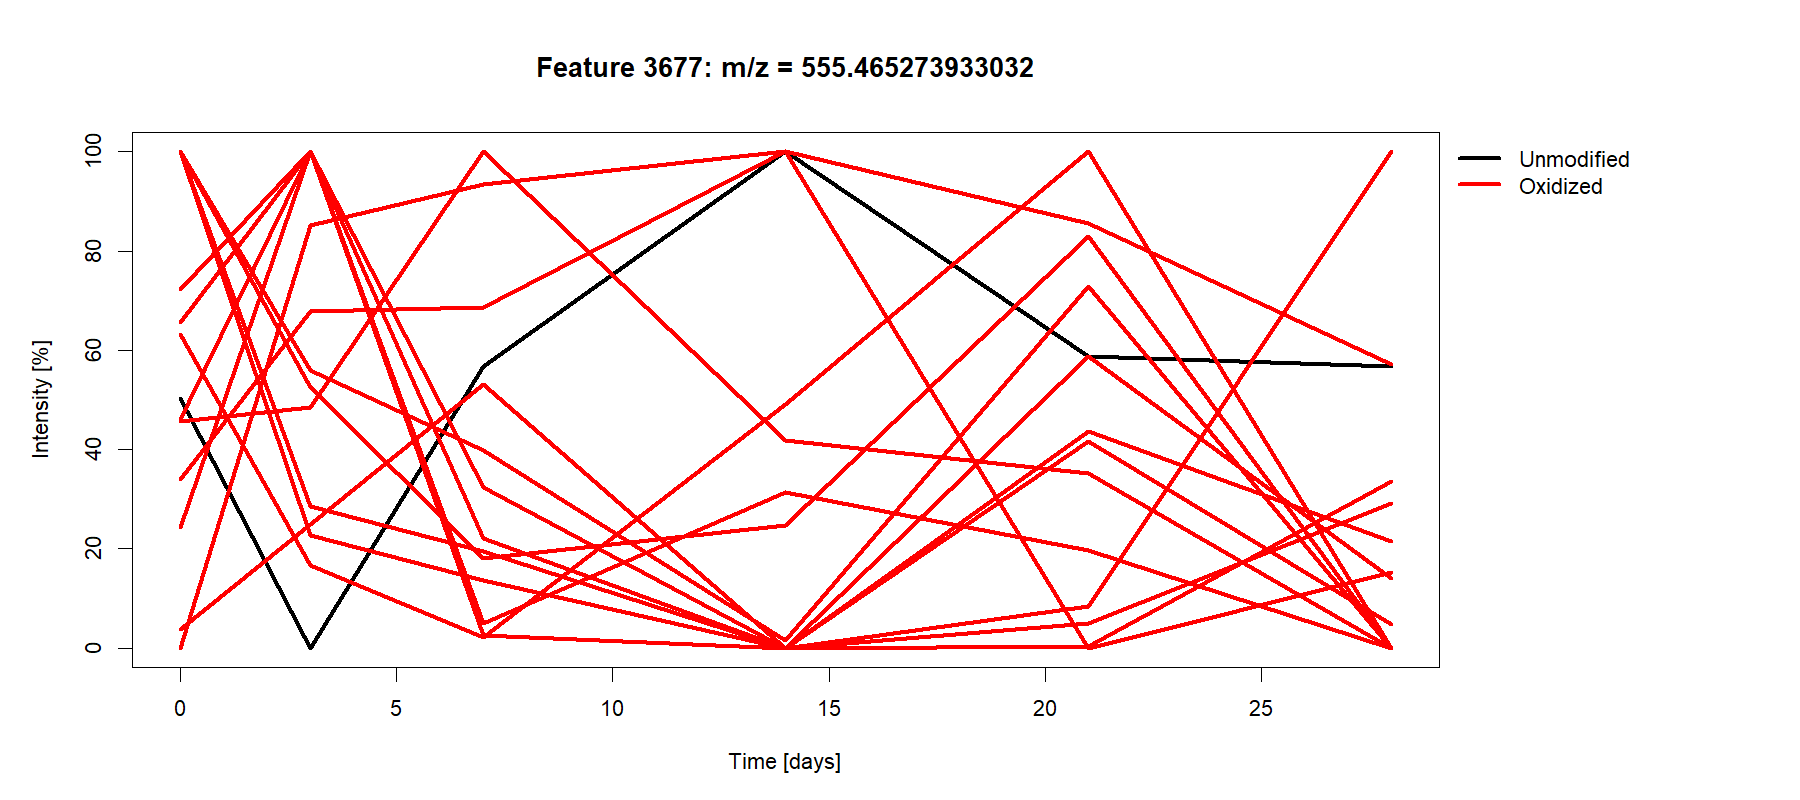 Feature 3677: m/z = 555.465273933032
Unmodified
Oxidized
Intensity [%]
100
80
60
40
20
0
0 5 10 15 20 25
Time [days]